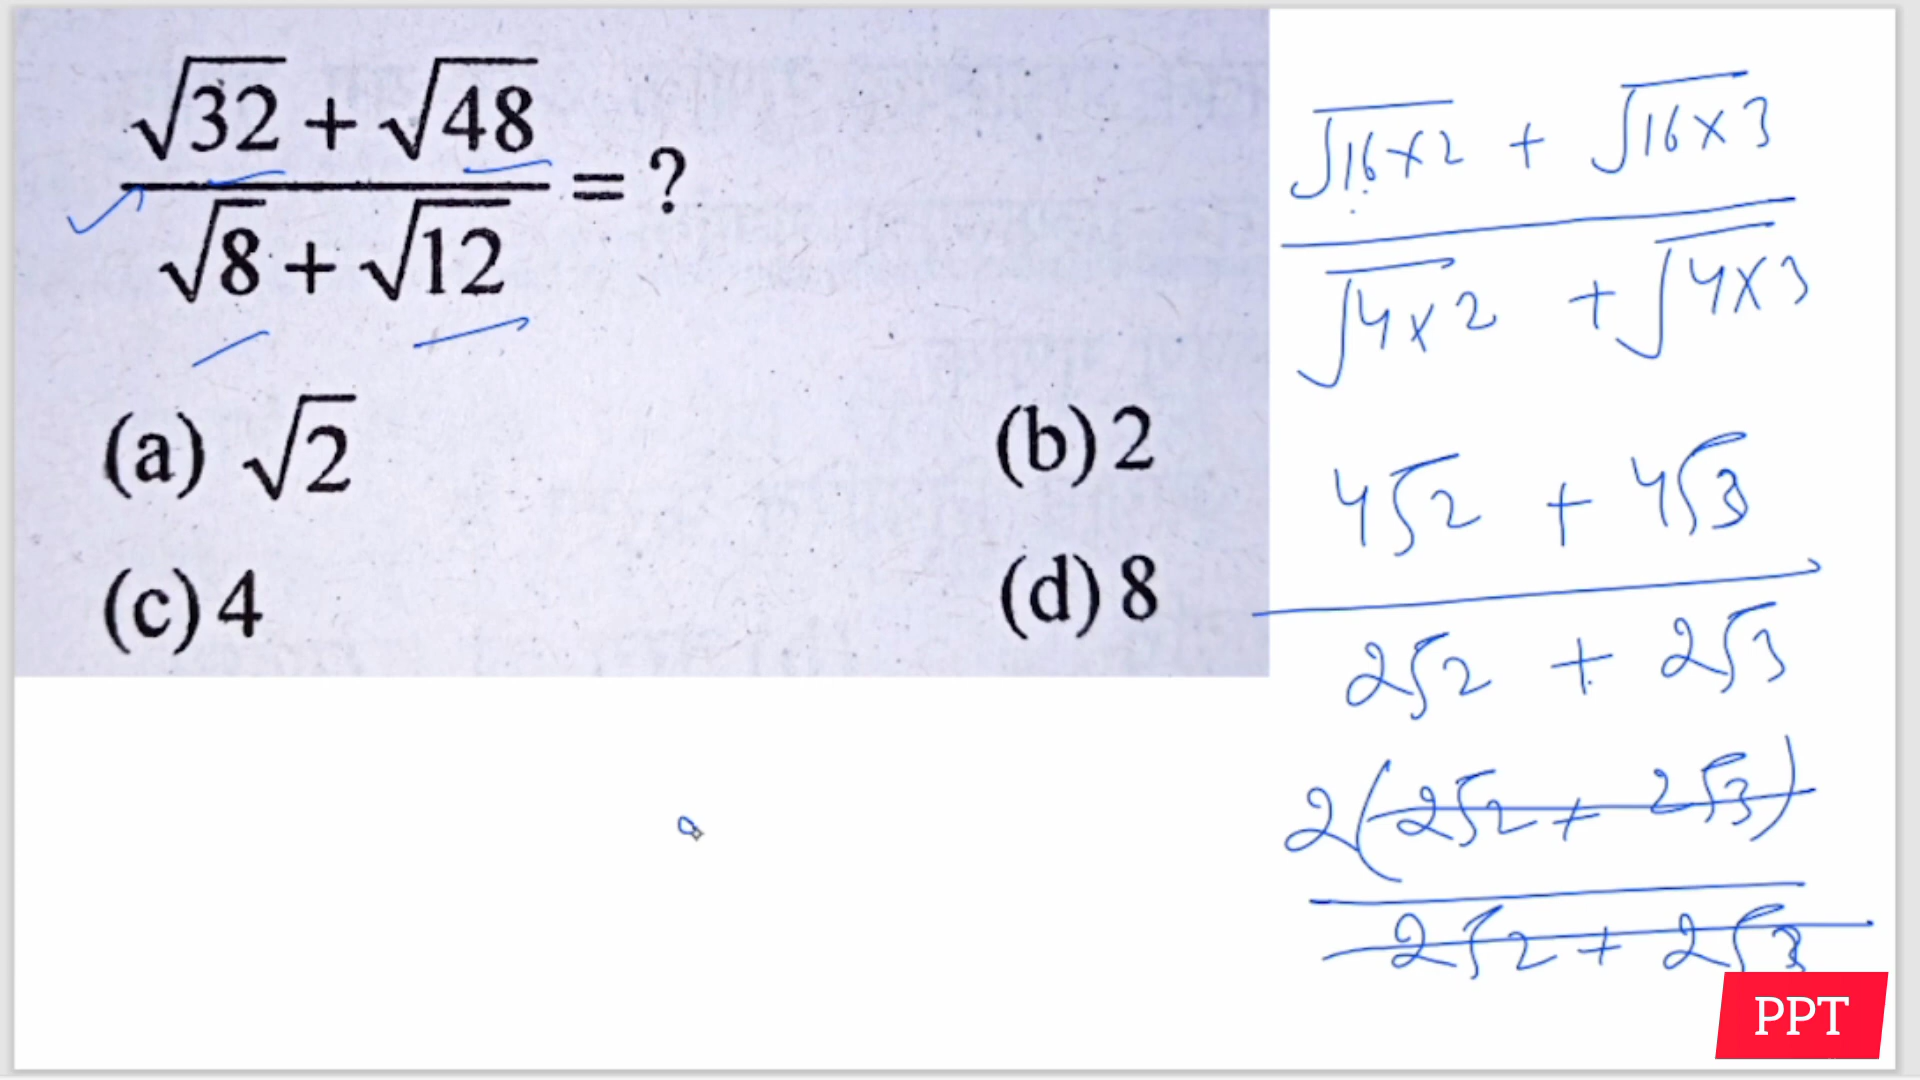 √32 + √48
√8 + √12
= ?
(a) √2
(b) 2
(c) 4
(d) 8
√16×2 + √16×3
√4×2 + √4×3
4√2 + 4√3
2√2 + 2√3
2(2√2 + 2√3)
2√2 + 2√3
PPT